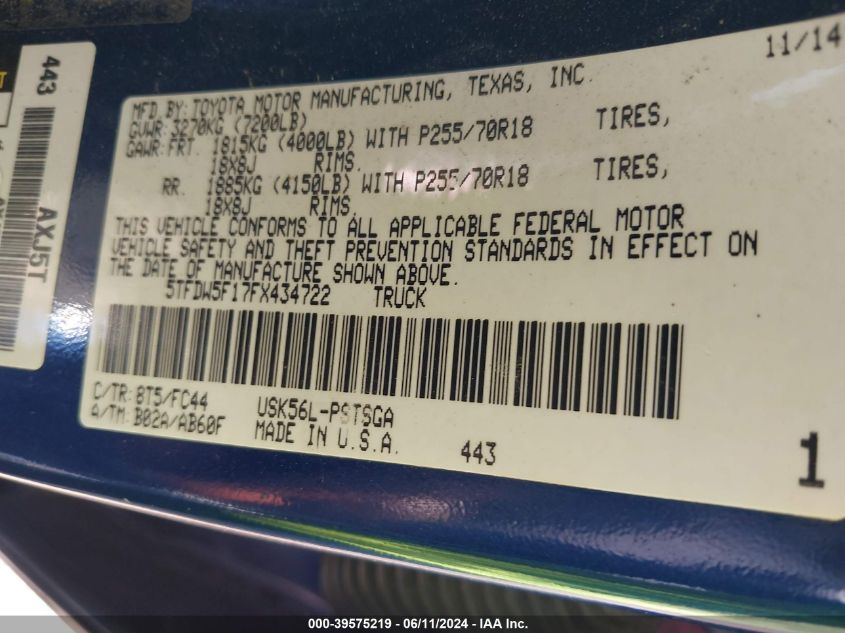 11/14
MFD.BY:TOYOTA MOTOR MANUFACTURING, TEXAS, INC.
GVWR:3270KG (7200LB)
GAWR:FRT. 1815KG (4000LB) WITH P255/70R18 TIRES,
18X8J RIMS.
RR. 1885KG (4150LB) WITH P255/70R18 TIRES,
18X8J RIMS.
THIS VEHICLE CONFORMS TO ALL APPLICABLE FEDERAL MOTOR
VEHICLE SAFETY AND THEFT PREVENTION STANDARDS IN EFFECT ON
THE DATE OF MANUFACTURE SHOWN ABOVE.
5TFDW5F17FX434722 TRUCK
C/TR:8T5/FC44 USK56L-PSTSGA
A/TM:B02A/AB60F MADE IN U.S.A. 443
1
443
AXJ5T
000-39575219 - 06/11/2024 - IAA Inc.